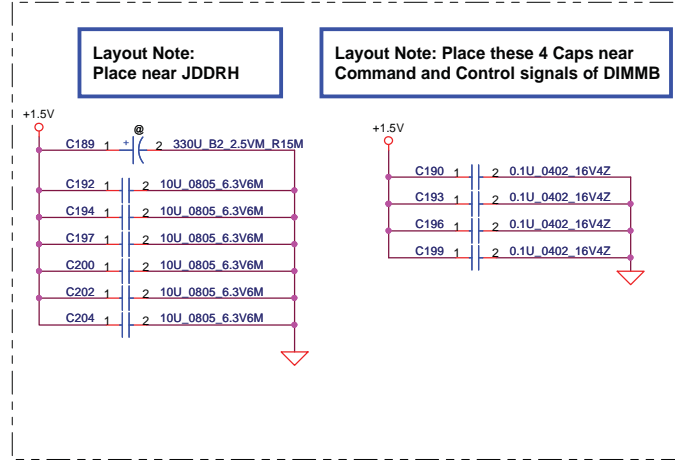 Layout Note:
Place near JDDRH
Layout Note: Place these 4 Caps near
Command and Control signals of DIMMB
+1.5V
@
C189 1 + 2 330U_B2_2.5VM_R15M
C192 1 2 10U_0805_6.3V6M
C194 1 2 10U_0805_6.3V6M
C197 1 2 10U_0805_6.3V6M
C200 1 2 10U_0805_6.3V6M
C202 1 2 10U_0805_6.3V6M
C204 1 2 10U_0805_6.3V6M
+1.5V
C190 1 2 0.1U_0402_16V4Z
C193 1 2 0.1U_0402_16V4Z
C196 1 2 0.1U_0402_16V4Z
C199 1 2 0.1U_0402_16V4Z